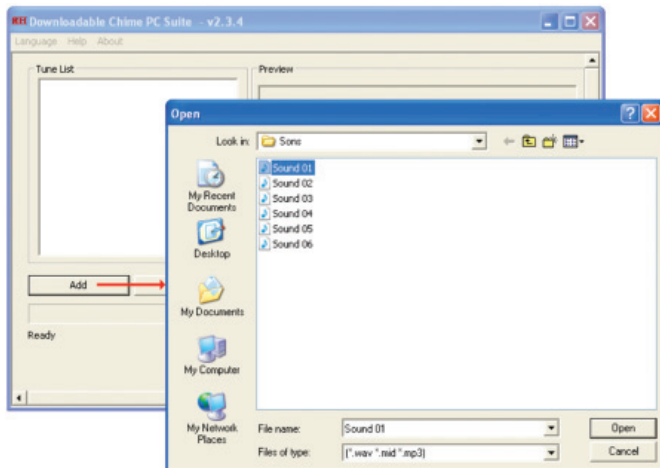 Downloadable Chime PC Suite - v2.3.4
Language Help About
Tune List
Preview
Add
Ready
Open
Look in:
Sons
My Recent
Documents
Desktop
My Documents
My Computer
My Network
Places
Sound 01
Sound 02
Sound 03
Sound 04
Sound 05
Sound 06
File name:
Sound 01
Open
Files of type:
(*.wav *.mid *.mp3)
Cancel